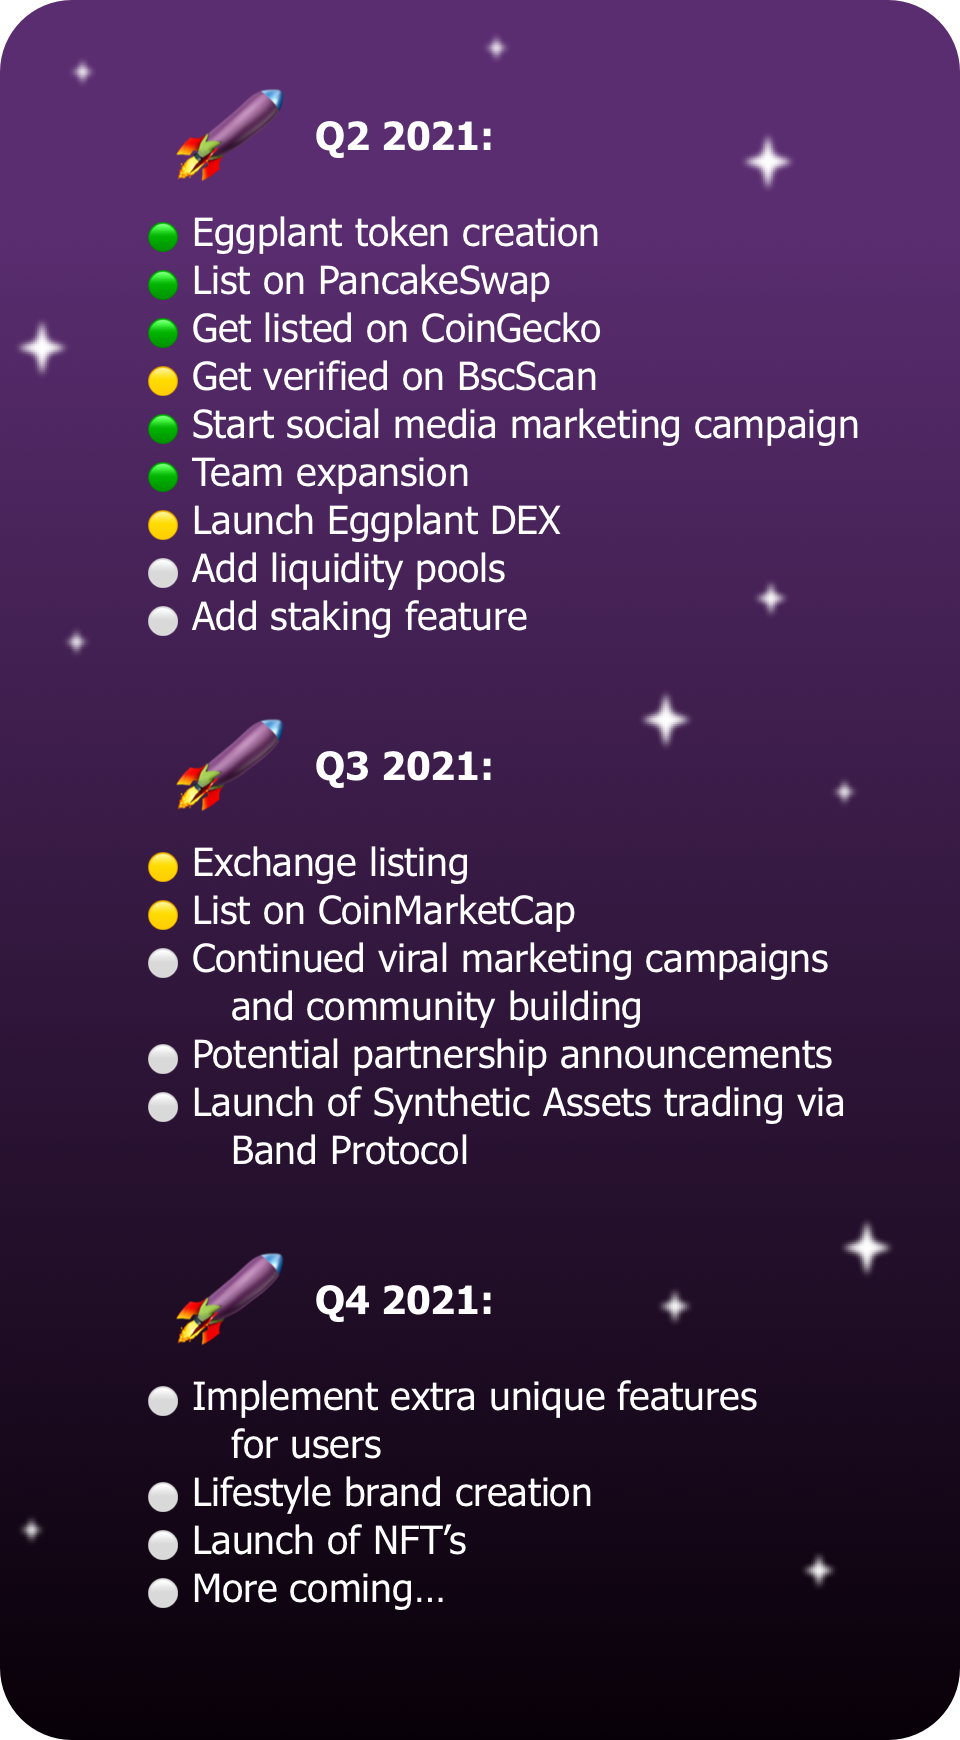 Q2 2021:
Eggplant token creation
List on PancakeSwap
Get listed on CoinGecko
Get verified on BscScan
Start social media marketing campaign
Team expansion
Launch Eggplant DEX
Add liquidity pools
Add staking feature
Q3 2021:
Exchange listing
List on CoinMarketCap
Continued viral marketing campaigns
and community building
Potential partnership announcements
Launch of Synthetic Assets trading via
Band Protocol
Q4 2021:
Implement extra unique features
for users
Lifestyle brand creation
Launch of NFT’s
More coming...